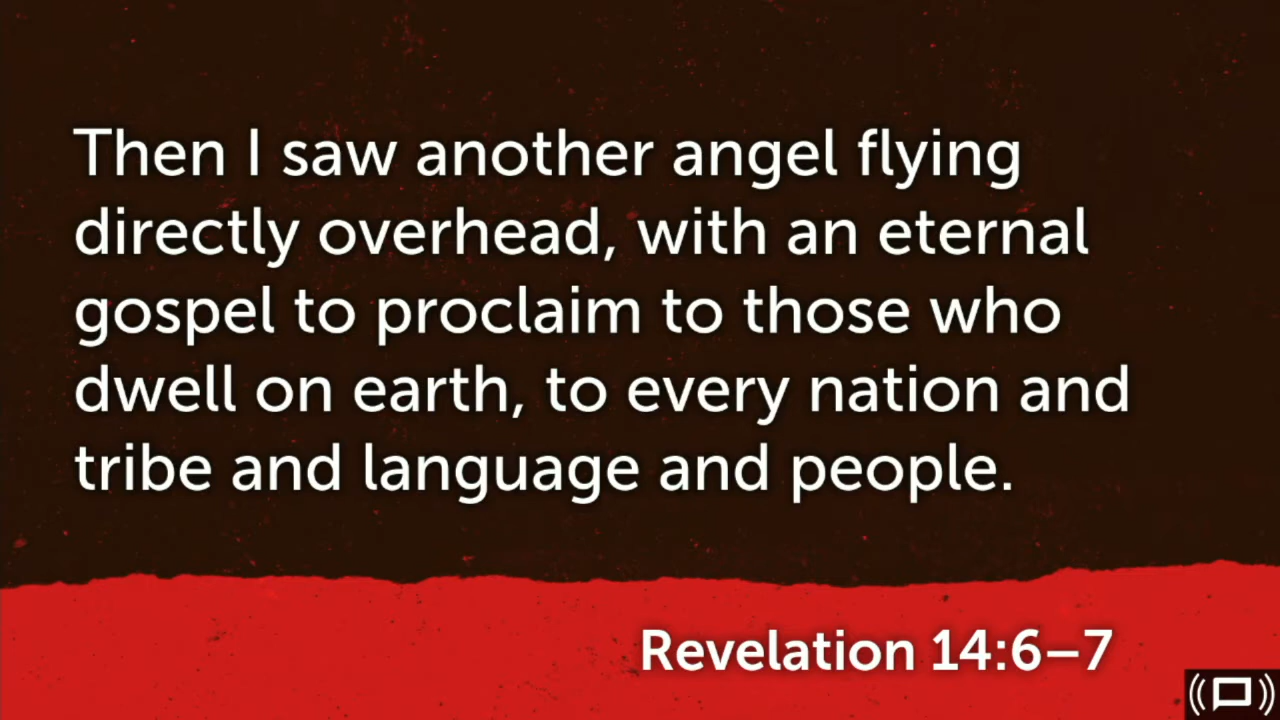 Then I saw another angel flying
directly overhead, with an eternal
gospel to proclaim to those who
dwell on earth, to every nation and
tribe and language and people.
Revelation 14:6–7